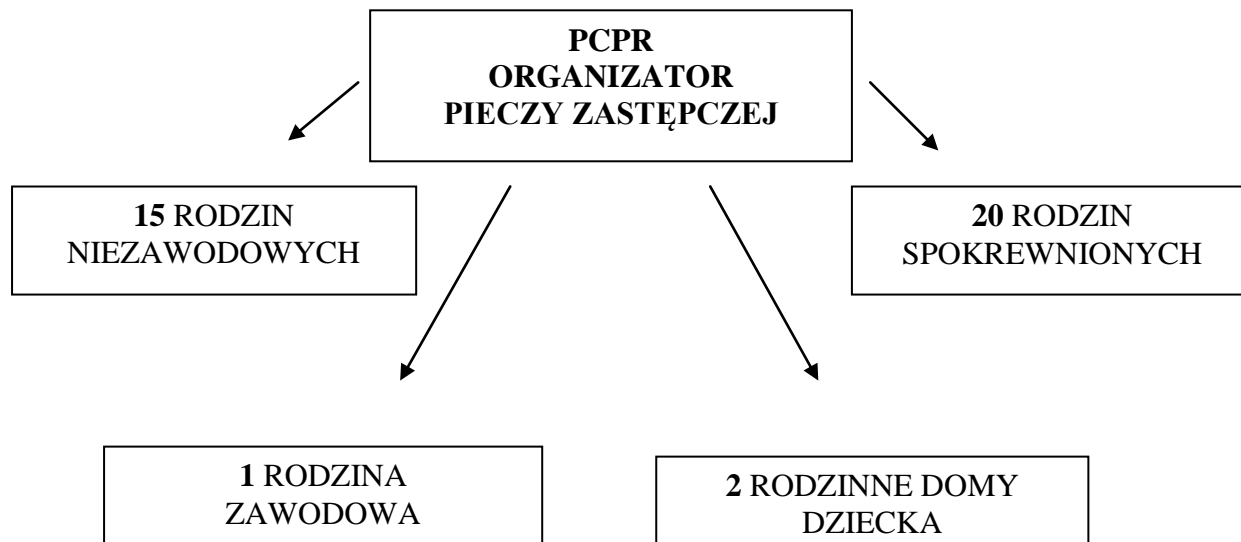 PCPR
ORGANIZATOR
PIECZY ZASTĘPCZEJ
15 RODZIN
NIEZAWODOWYCH
20 RODZIN
SPOKREWNIONYCH
1 RODZINA
ZAWODOWA
2 RODZINNE DOMY
DZIECKA